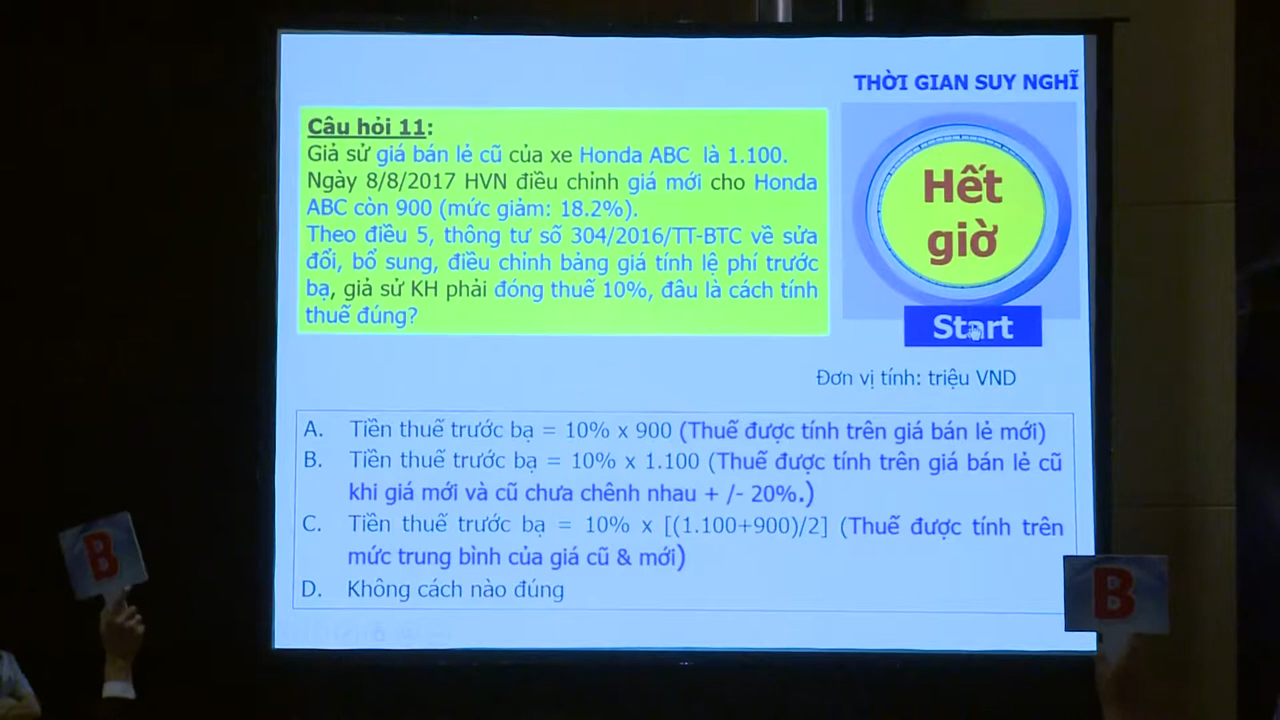 THỜI GIAN SUY NGHĨ
Câu hỏi 11:
Giả sử giá bán lẻ cũ của xe Honda ABC là 1.100.
Ngày 8/8/2017 HVN điều chỉnh giá mới cho Honda
ABC còn 900 (mức giảm: 18.2%).
Theo điều 5, thông tư số 304/2016/TT-BTC về sửa
đổi, bổ sung, điều chỉnh bảng giá tính lệ phí trước
bạ, giả sử KH phải đóng thuế 10%, đâu là cách tính
thuế đúng?
Hết
giờ
Start
Đơn vị tính: triệu VND
A. Tiền thuế trước bạ = 10% x 900 (Thuế được tính trên giá bán lẻ mới)
B. Tiền thuế trước bạ = 10% x 1.100 (Thuế được tính trên giá bán lẻ cũ
khi giá mới và cũ chưa chênh nhau + /- 20%.)
C. Tiền thuế trước bạ = 10% x [(1.100+900)/2] (Thuế được tính trên
mức trung bình của giá cũ & mới)
D. Không cách nào đúng
B
B